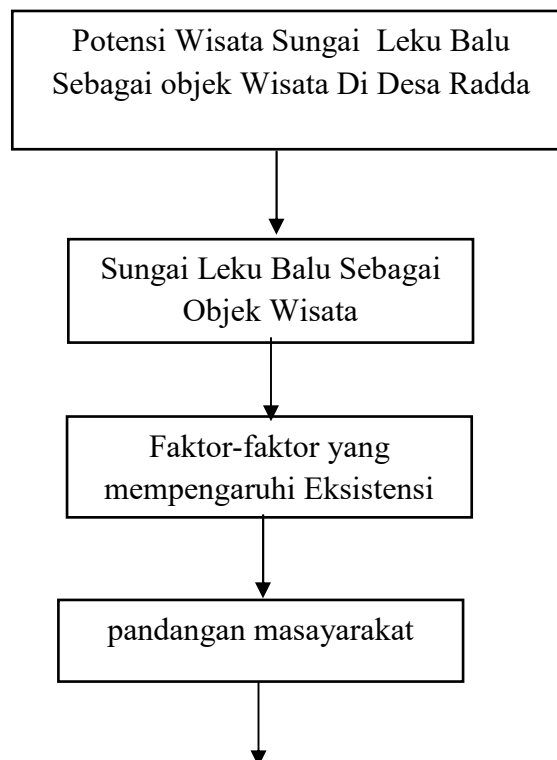 Potensi Wisata Sungai  Leku Balu
Sebagai objek Wisata Di Desa Radda
Sungai Leku Balu Sebagai
Objek Wisata
Faktor-faktor yang
mempengaruhi Eksistensi
pandangan masayarakat